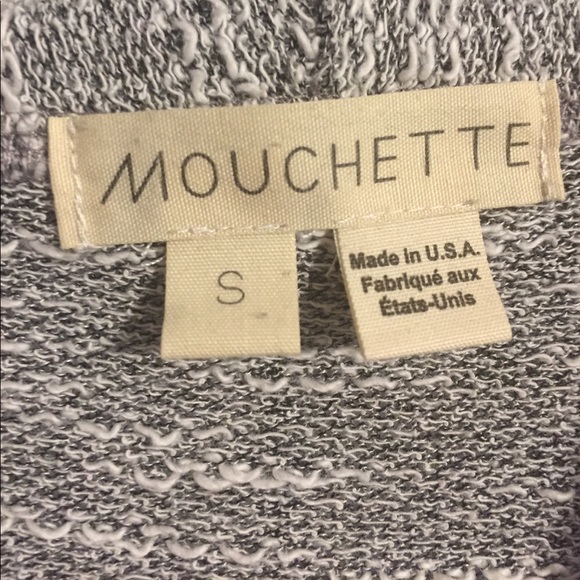 MOUCHETTE
S
Made in U.S.A.
Fabriqué aux
États-Unis